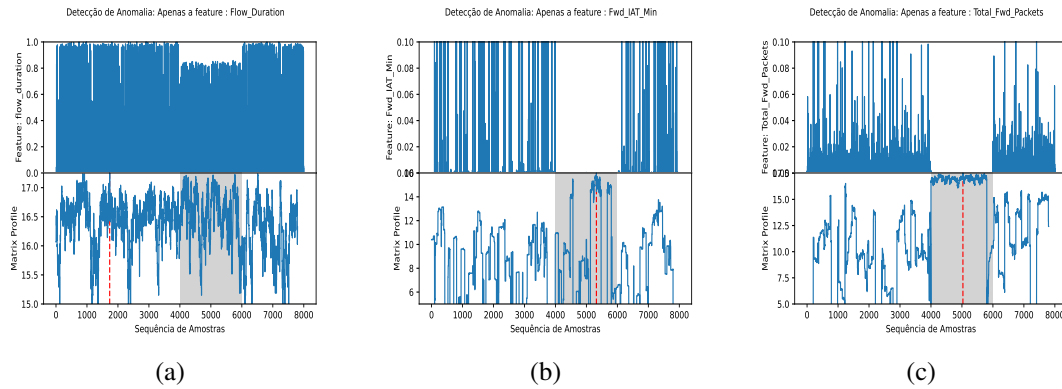 Detecção de Anomalia: Apenas a feature : Flow_Duration
Feature: flow_duration
1.0
0.8
0.6
0.4
0.2
0.0
Matrix Profile
17.0
16.5
16.0
15.5
15.0
0 1000 2000 3000 4000 5000 6000 7000 8000
Sequência de Amostras
(a)
Detecção de Anomalia: Apenas a feature : Fwd_IAT_Min
Feature: Fwd_IAT_Min
0.10
0.08
0.06
0.04
0.02
Matrix Profile
14
12
10
8
6
0 1000 2000 3000 4000 5000 6000 7000 8000
Sequência de Amostras
(b)
Detecção de Anomalia: Apenas a feature : Total_Fwd_Packets
Feature: Total_Fwd_Packets
0.10
0.08
0.06
0.04
0.02
Matrix Profile
15.0
12.5
10.0
7.5
5.0
0 1000 2000 3000 4000 5000 6000 7000 8000
Sequência de Amostras
(c)